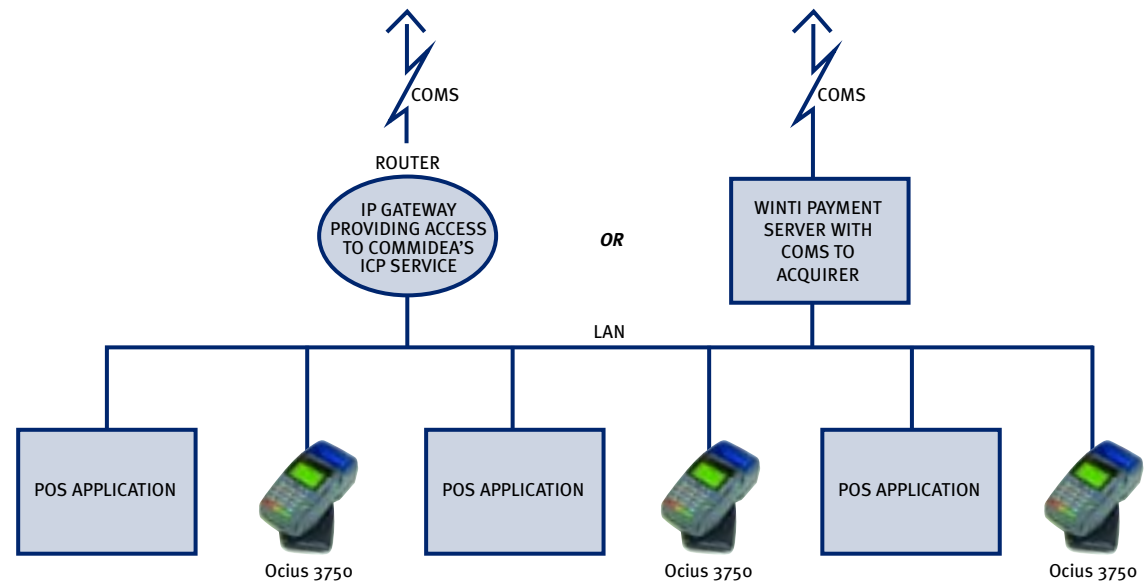 COMS
COMS
ROUTER
IP GATEWAY
PROVIDING ACCESS
TO COMMIDEA'S
ICP SERVICE
OR
WINTI PAYMENT
SERVER WITH
COMS TO
ACQUIRER
LAN
POS APPLICATION
POS APPLICATION
POS APPLICATION
Ocius 3750
Ocius 3750
Ocius 3750